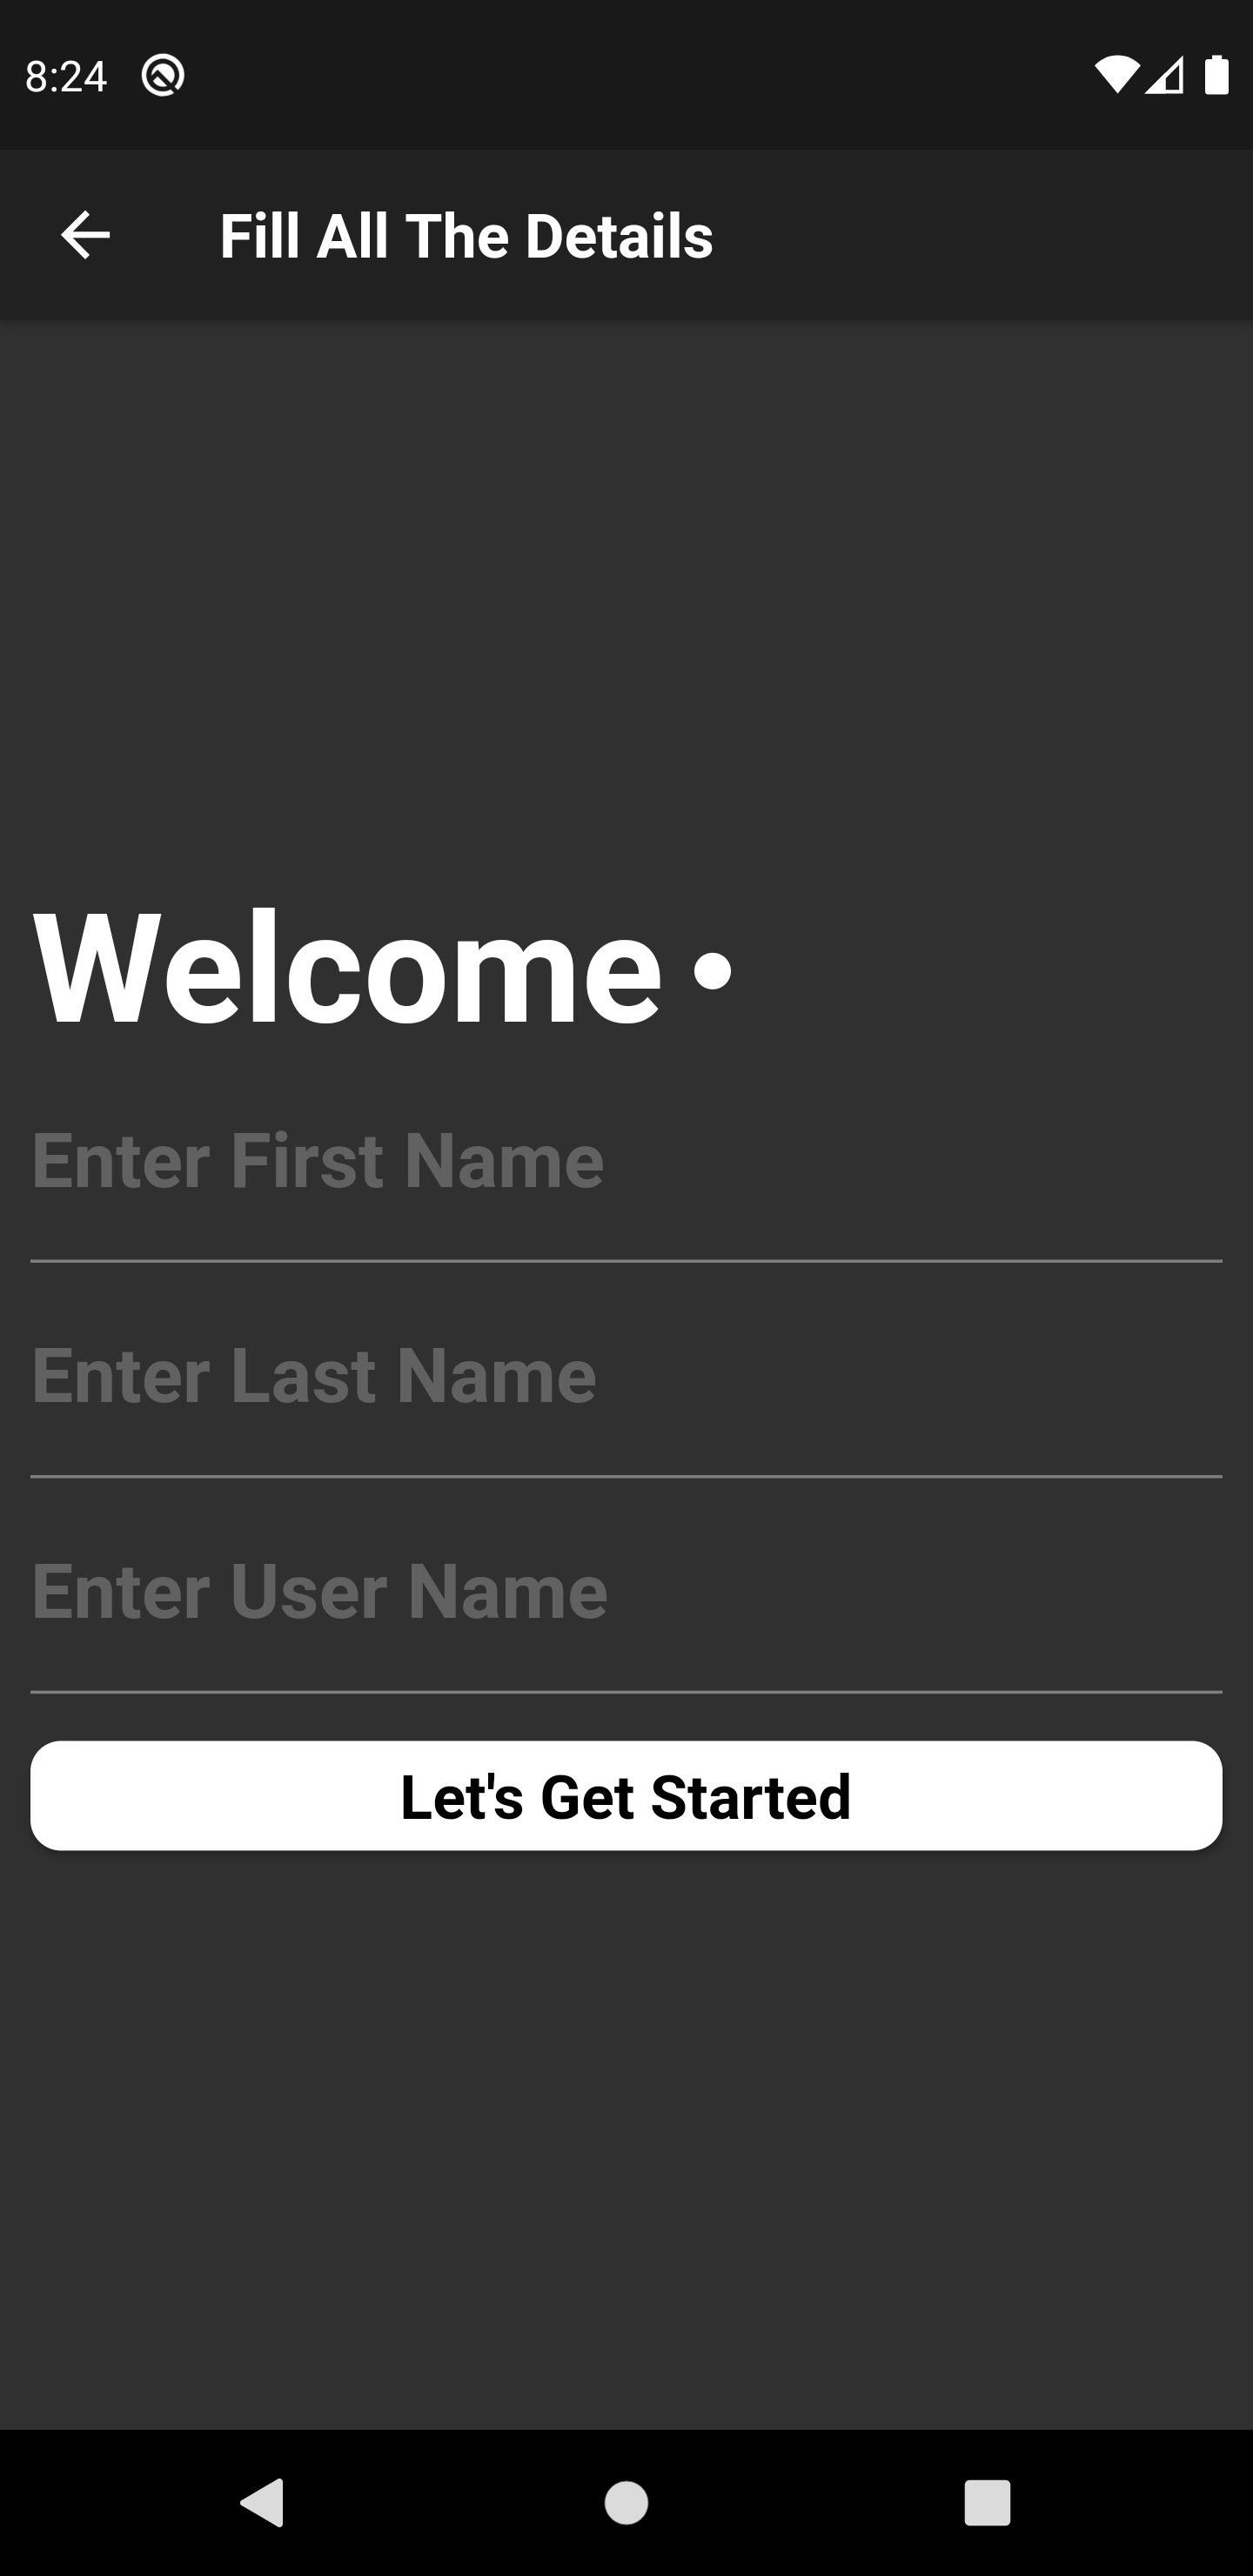 8:24
Fill All The Details
Welcome
Enter First Name
Enter Last Name
Enter User Name
Let's Get Started